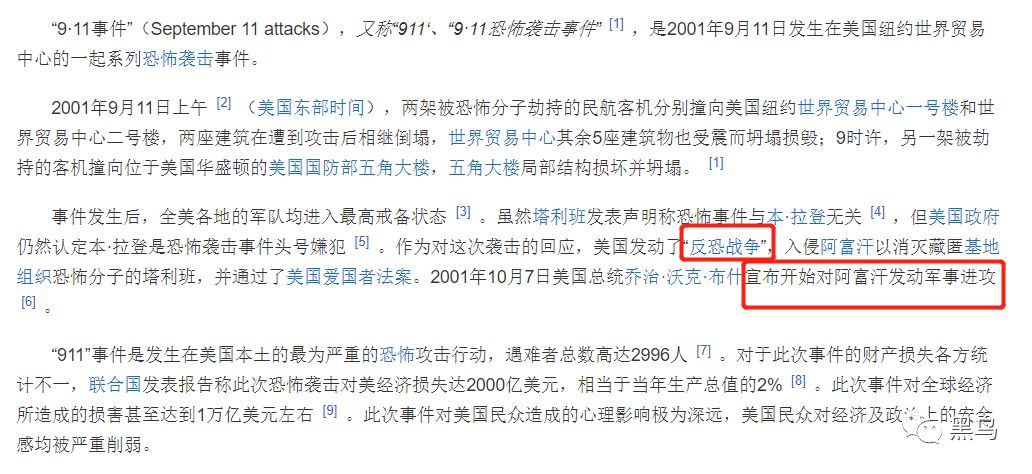 “9·11事件”（September 11 attacks），又称“911‘、“9·11恐怖袭击事件” [1] ，是2001年9月11日发生在美国纽约世界贸易
中心的一起系列恐怖袭击事件。
2001年9月11日上午 [2] （美国东部时间），两架被恐怖分子劫持的民航客机分别撞向美国纽约世界贸易中心一号楼和世
界贸易中心二号楼，两座建筑在遭到攻击后相继倒塌，世界贸易中心其余5座建筑物也受震而坍塌损毁；9时许，另一架被劫
持的客机撞向位于美国华盛顿的美国国防部五角大楼，五角大楼局部结构损坏并坍塌。 [1]
事件发生后，全美各地的军队均进入最高戒备状态 [3] 。虽然塔利班发表声明称恐怖事件与本·拉登无关 [4] ，但美国政府
仍然认定本·拉登是恐怖袭击事件头号嫌犯 [5] 。作为对这次袭击的回应，美国发动了“反恐战争”，入侵阿富汗以消灭藏匿基地
组织恐怖分子的塔利班，并通过了美国爱国者法案。2001年10月7日美国总统乔治·沃克·布什宣布开始对阿富汗发动军事进攻
[6] 。
“911”事件是发生在美国本土的最为严重的恐怖攻击行动，遇难者总数高达2996人 [7] 。对于此次事件的财产损失各方统
计不一，联合国发表报告称此次恐怖袭击对美经济损失达2000亿美元，相当于当年生产总值的2% [8] 。此次事件对全球经济
所造成的损害甚至达到1万亿美元左右 [9] 。此次事件对美国民众造成的心理影响极为深远，美国民众对经济及政治上的安全
感均被严重削弱。
黑鸟